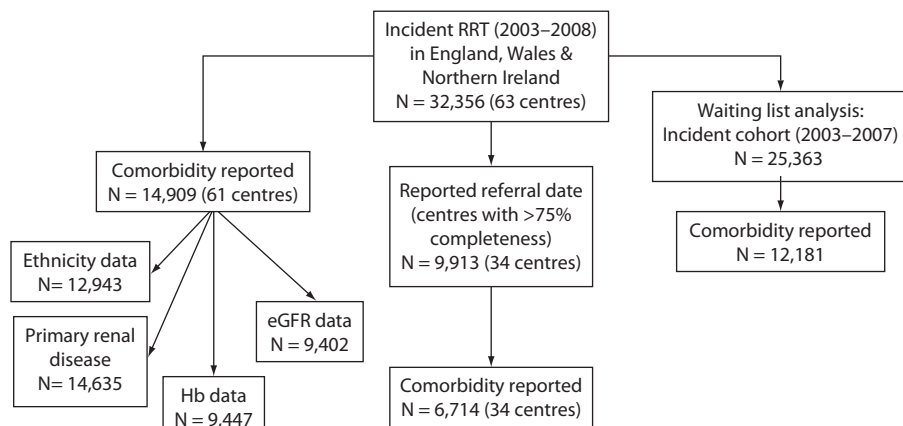 Incident RRT (2003–2008)
in England, Wales &
Northern Ireland
N = 32,356 (63 centres)
Comorbidity reported
N = 14,909 (61 centres)
Ethnicity data
N= 12,943
Primary renal
disease
N= 14,635
Hb data
N = 9,447
eGFR data
N = 9,402
Reported referral date
(centres with >75%
completeness)
N = 9,913 (34 centres)
Comorbidity reported
N = 6,714 (34 centres)
Waiting list analysis:
Incident cohort (2003–2007)
N = 25,363
Comorbidity reported
N = 12,181